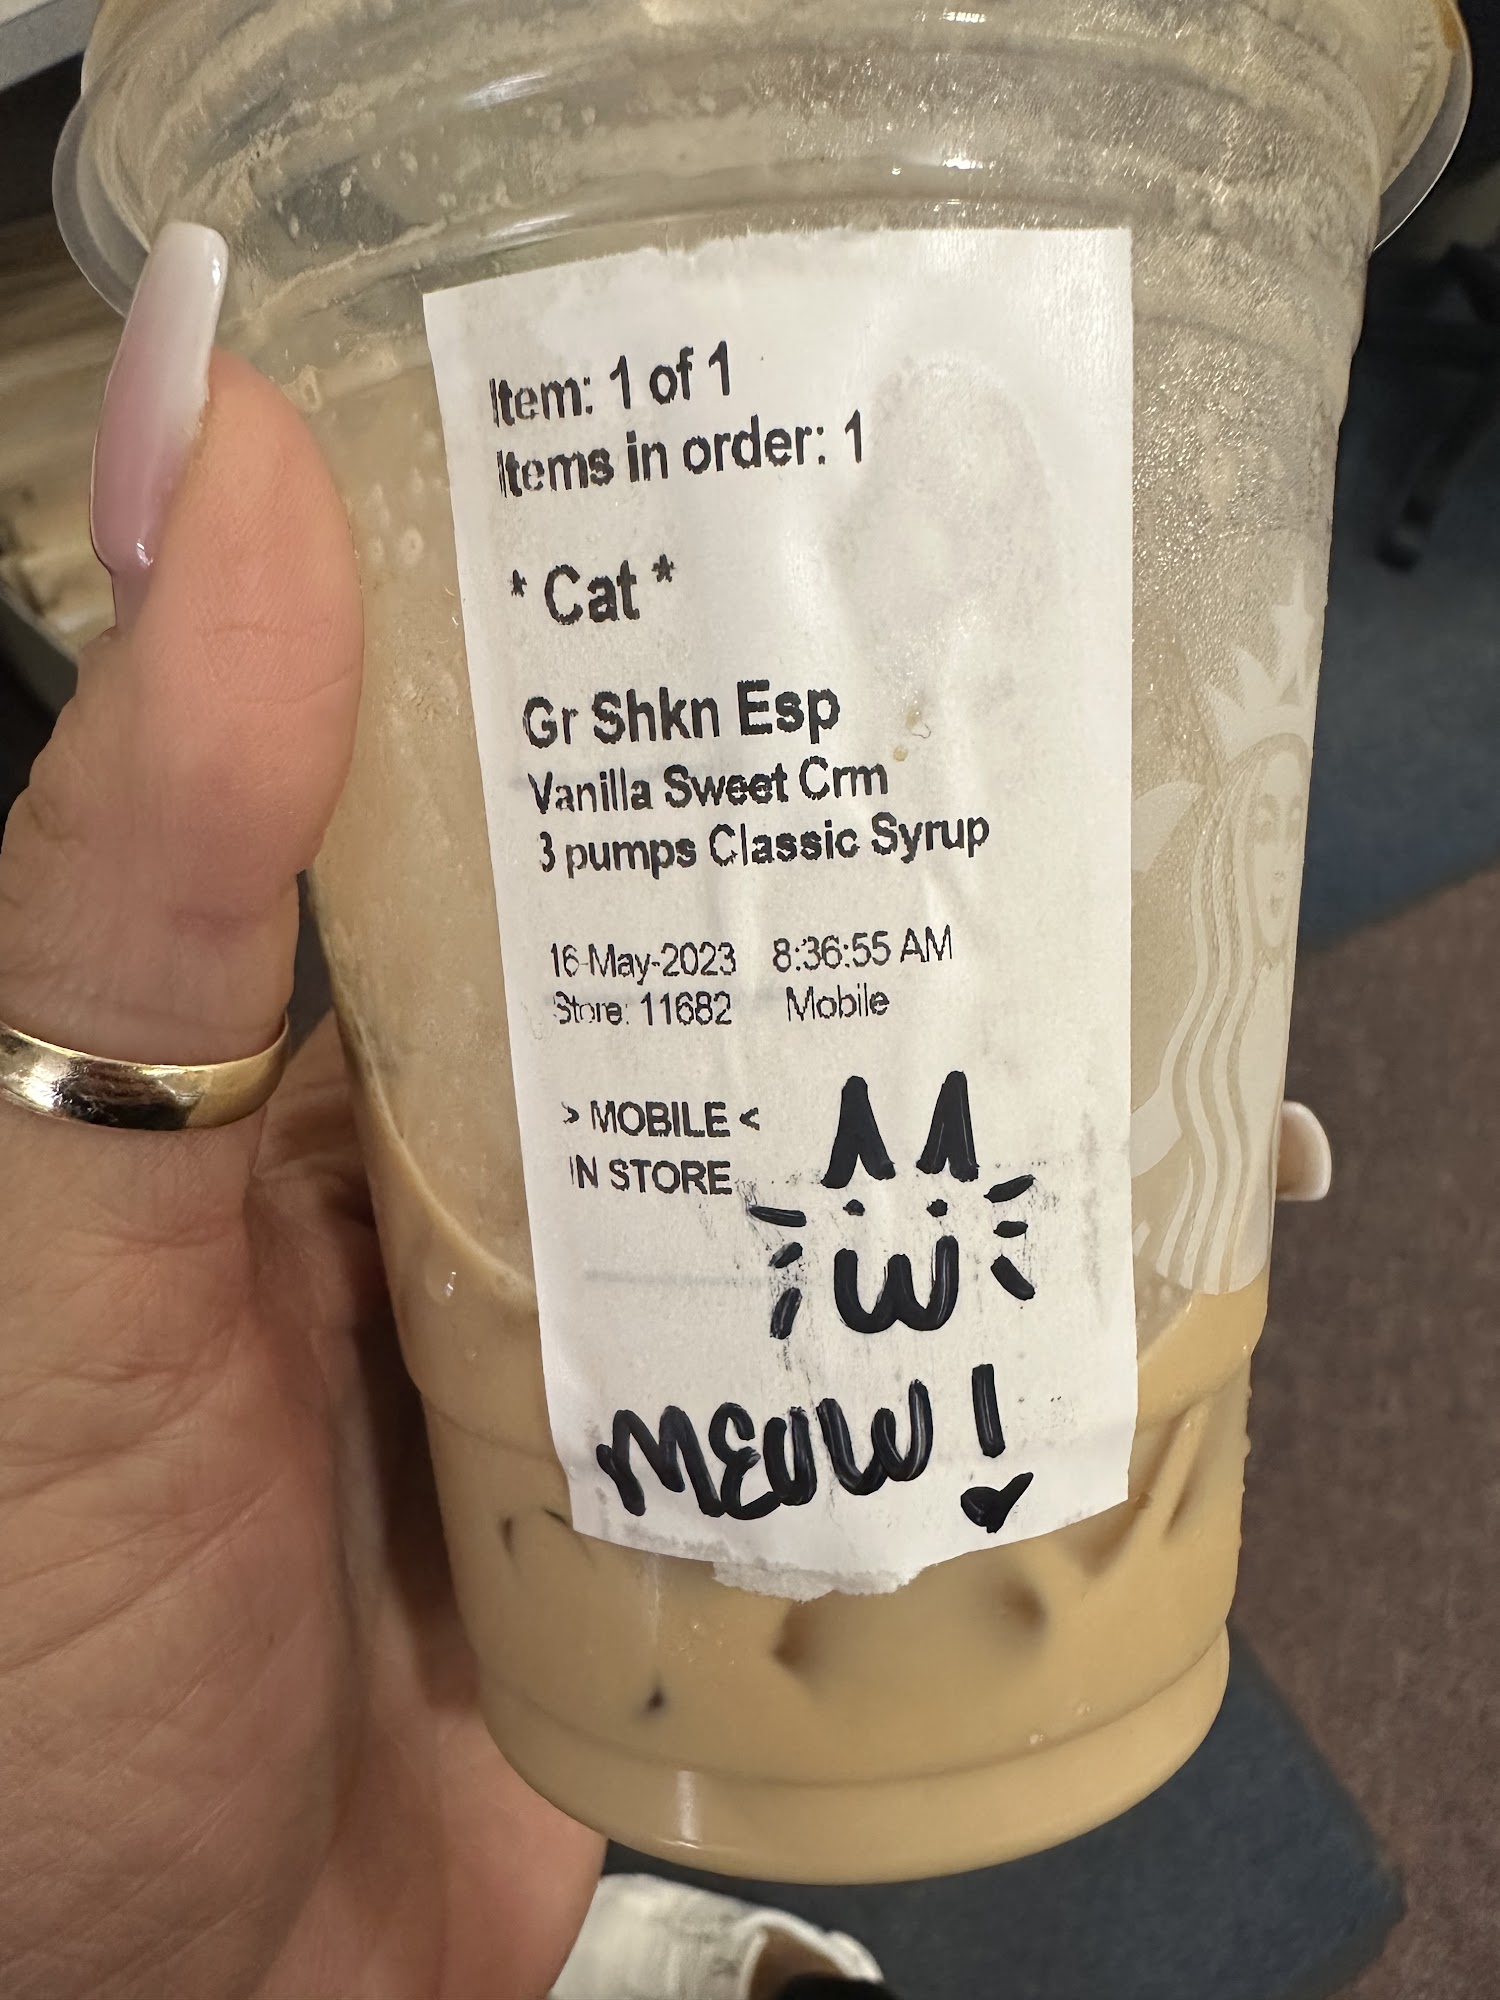 Item: 1 of 1
Items in order: 1
* Cat *
Gr Shkn Esp
Vanilla Sweet Crm
3 pumps Classic Syrup
16-May-2023 8:36:55 AM
Store: 11682 Mobile
> MOBILE <
IN STORE
MEOW!